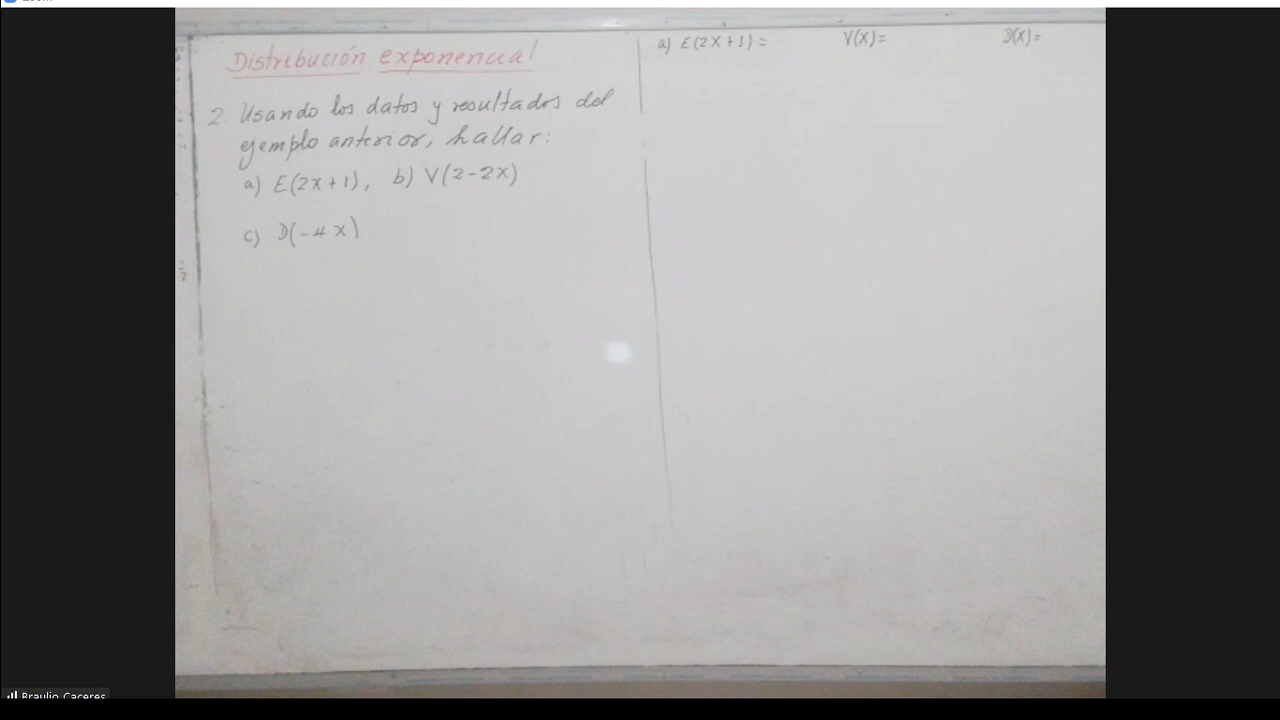 Distribución exponencial
2. Usando los datos y resultados del
ejemplo anterior, hallar:
a) E(2x+1), b) V(2-2x)
c) D(-4x)
a) E(2X+1)= V(X)= D(X)=
Braulio Caceres